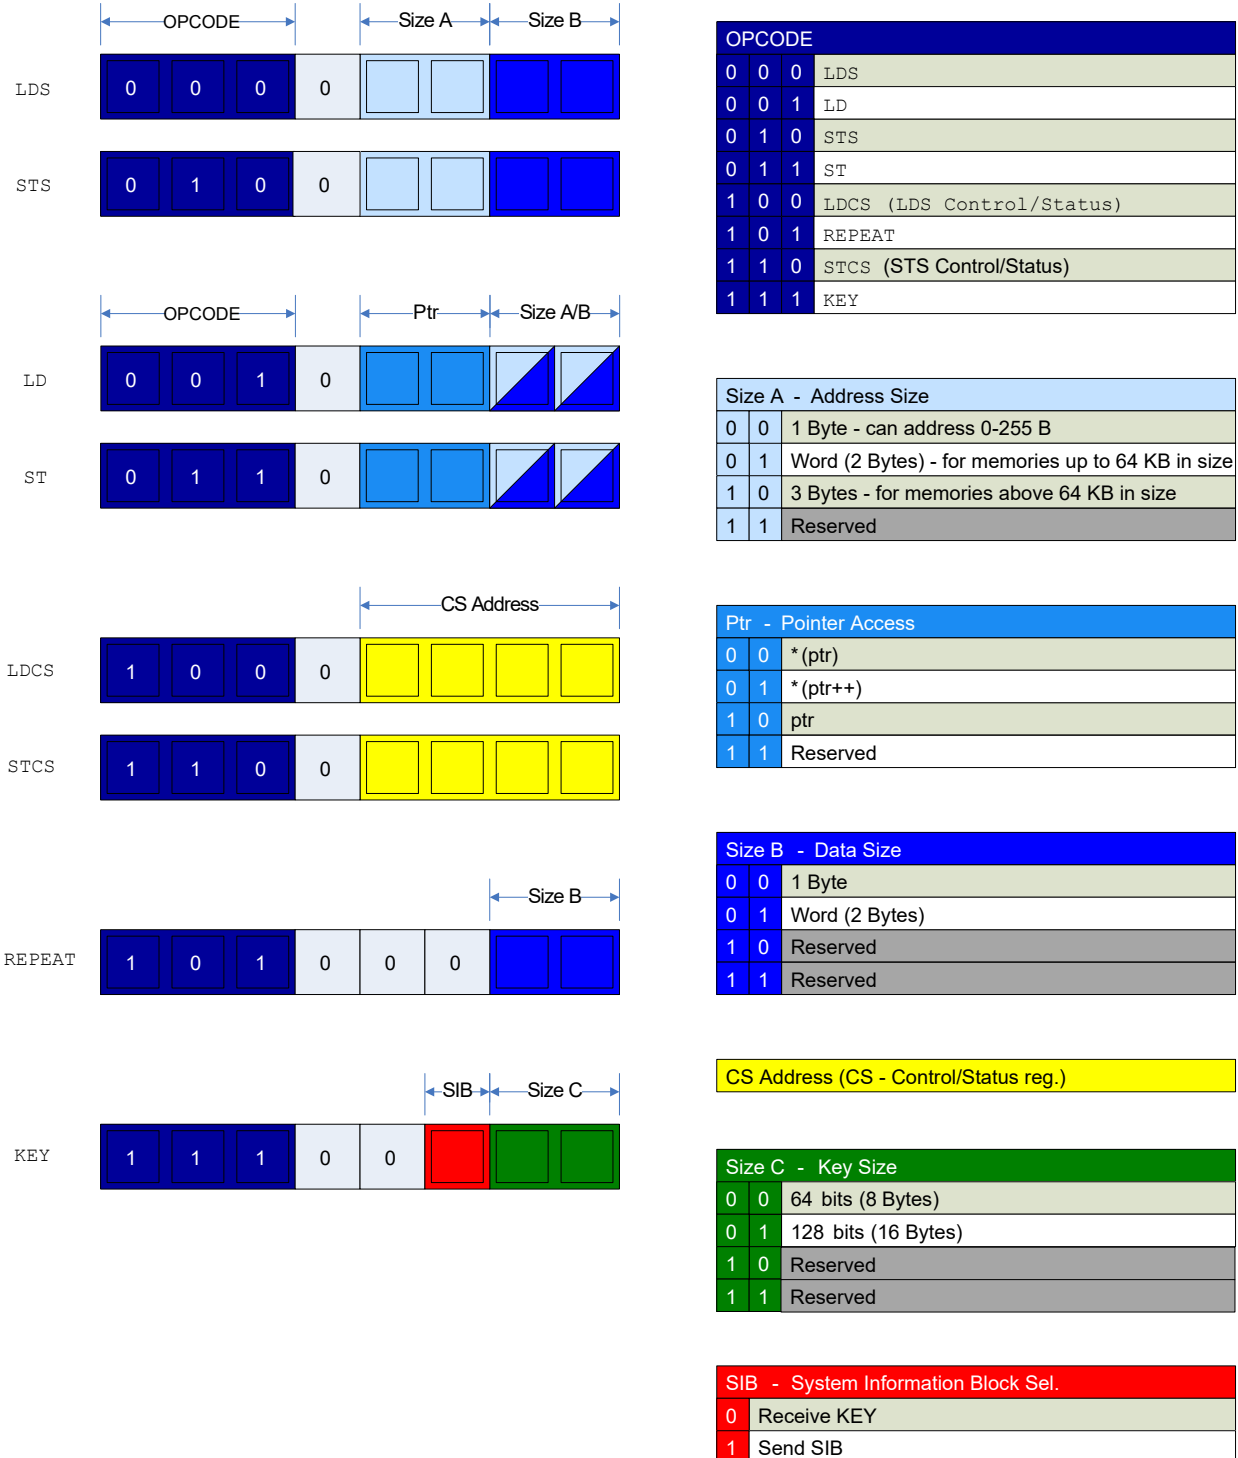 OPCODE Size A Size B
LDS 0 0 0 0
STS 0 1 0 0
OPCODE Ptr Size A/B
LD 0 0 1 0
ST 0 1 1 0
CS Address
LDCS 1 0 0 0
STCS 1 1 0 0
Size B
REPEAT 1 0 1 0 0 0
SIB Size C
KEY 1 1 1 0 0
OPCODE
0 0 0 LDS
0 0 1 LD
0 1 0 STS
0 1 1 ST
1 0 0 LDCS (LDS Control/Status)
1 0 1 REPEAT
1 1 0 STCS (STS Control/Status)
1 1 1 KEY
Size A - Address Size
0 0 1 Byte - can address 0-255 B
0 1 Word (2 Bytes) - for memories up to 64 KB in size
1 0 3 Bytes - for memories above 64 KB in size
1 1 Reserved
Ptr - Pointer Access
0 0 *(ptr)
0 1 *(ptr++)
1 0 ptr
1 1 Reserved
Size B - Data Size
0 0 1 Byte
0 1 Word (2 Bytes)
1 0 Reserved
1 1 Reserved
CS Address (CS - Control/Status reg.)
Size C - Key Size
0 0 64 bits (8 Bytes)
0 1 128 bits (16 Bytes)
1 0 Reserved
1 1 Reserved
SIB - System Information Block Sel.
0 Receive KEY
1 Send SIB